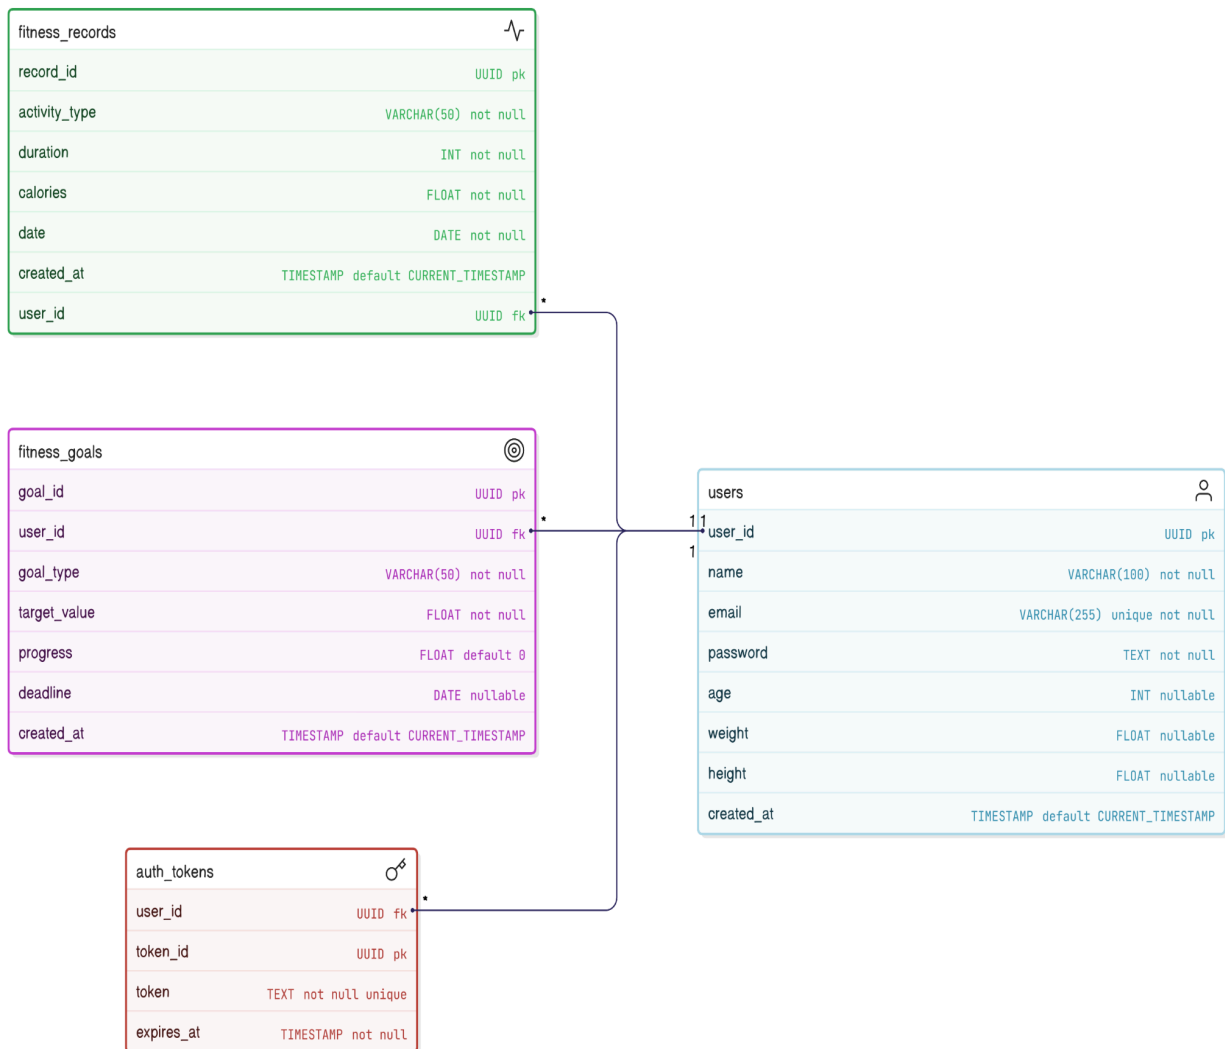 fitness_records
record_id UUID pk
activity_type VARCHAR(50) not null
duration INT not null
calories FLOAT not null
date DATE not null
created_at TIMESTAMP default CURRENT_TIMESTAMP
user_id UUID fk
*
fitness_goals
goal_id UUID pk
user_id UUID fk
*
goal_type VARCHAR(50) not null
target_value FLOAT not null
progress FLOAT default 0
deadline DATE nullable
created_at TIMESTAMP default CURRENT_TIMESTAMP
users
1 1
user_id UUID pk
1
name VARCHAR(100) not null
email VARCHAR(255) unique not null
password TEXT not null
age INT nullable
weight FLOAT nullable
height FLOAT nullable
created_at TIMESTAMP default CURRENT_TIMESTAMP
auth_tokens
user_id UUID fk
*
token_id UUID pk
token TEXT not null unique
expires_at TIMESTAMP not null